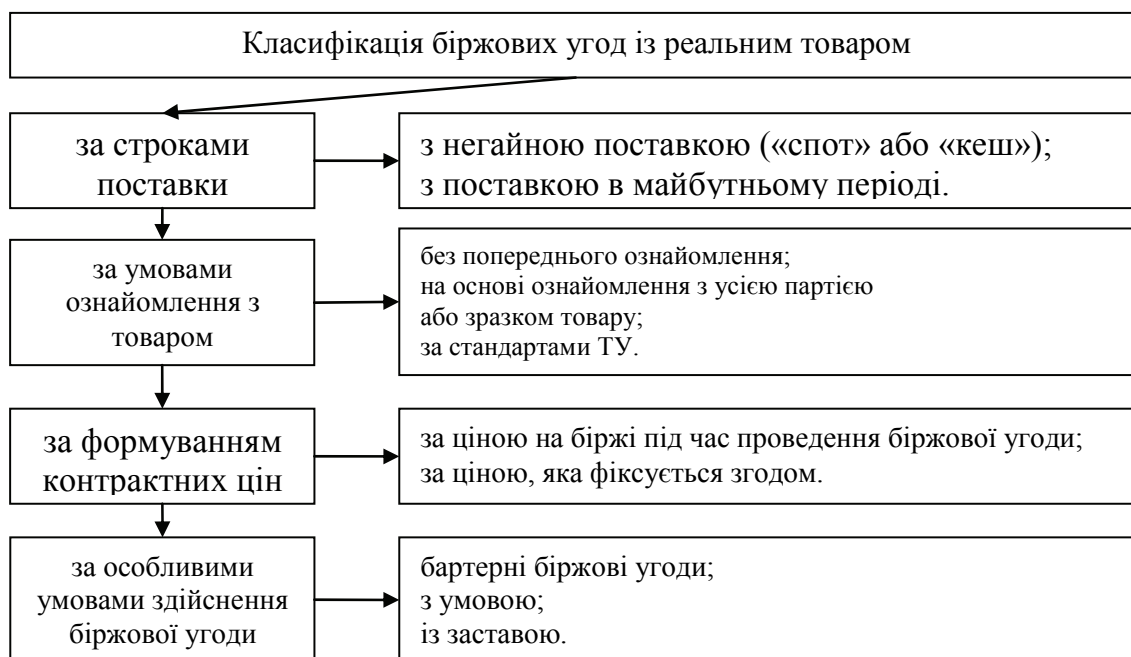 Класифікація біржових угод із реальним товаром
за строками
поставки
з негайною поставкою («спот» або «кеш»);
з поставкою в майбутньому періоді.
за умовами
ознайомлення з
товаром
без попереднього ознайомлення;
на основі ознайомлення з усією партією
або зразком товару;
за стандартами ТУ.
за формуванням
контрактних цін
за ціною на біржі під час проведення біржової угоди;
за ціною, яка фіксується згодом.
за особливими
умовами здійснення
біржової угоди
бартерні біржові угоди;
з умовою;
із заставою.